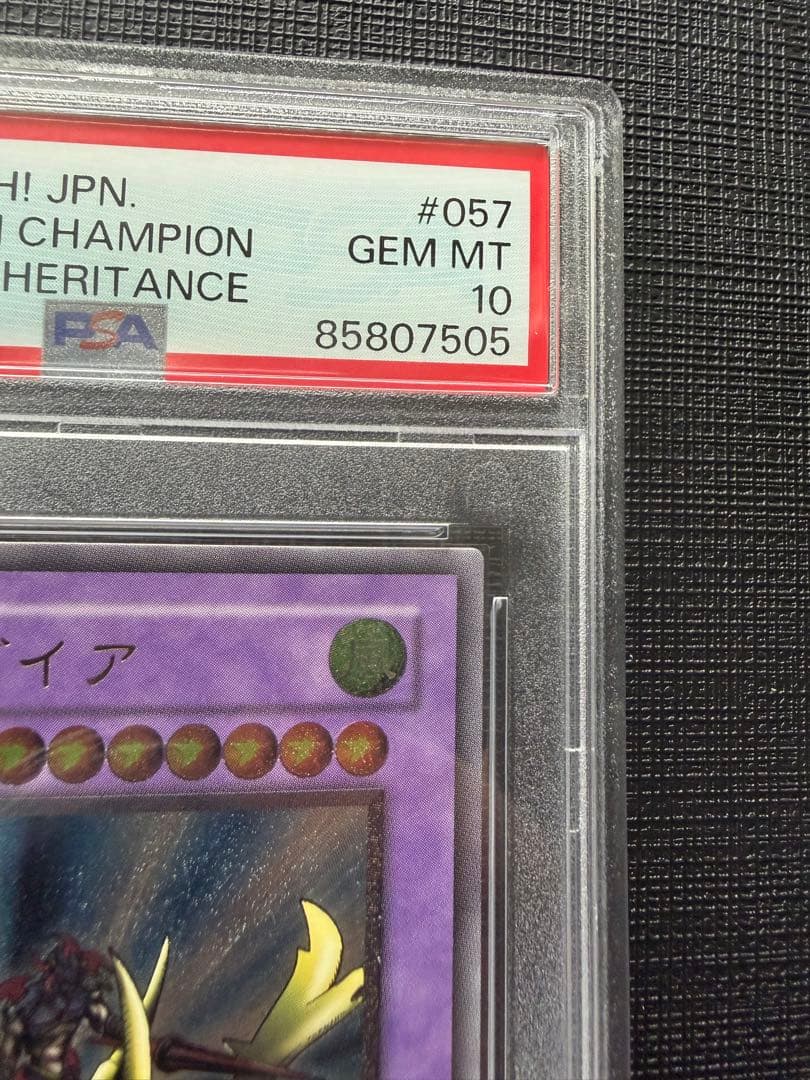 H! JPN.
#057
CHAMPION
GEM MT
HERITANCE
10
PSA
85807505
イア